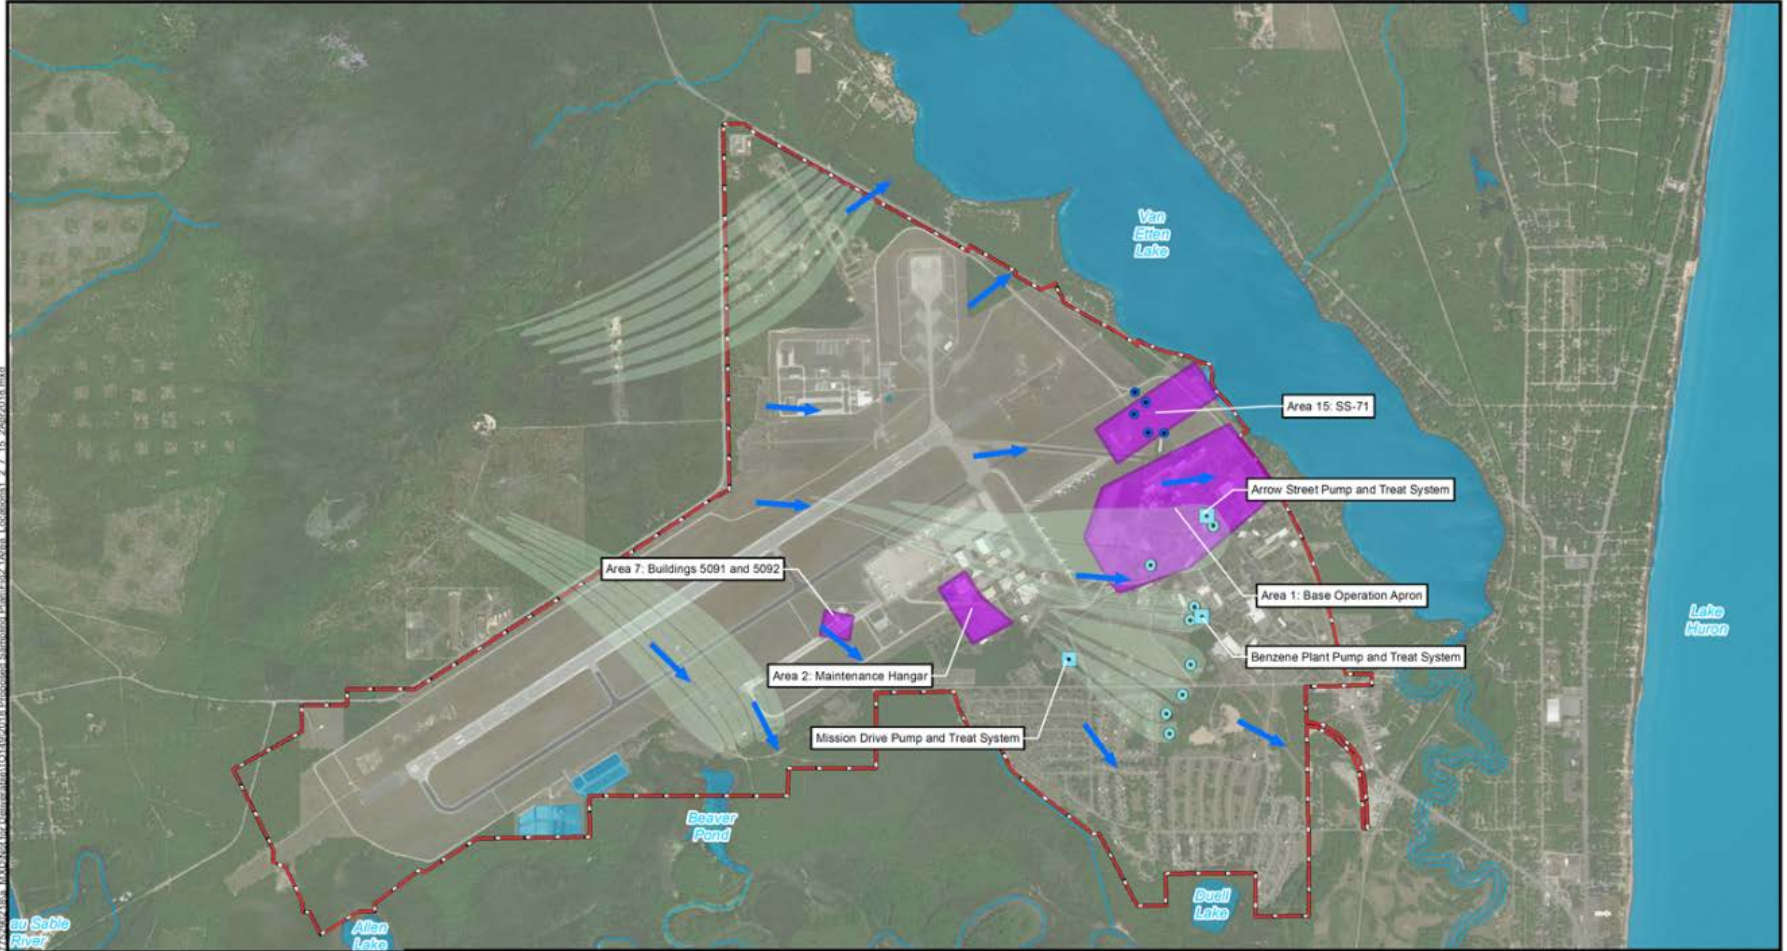 Van
Etten
Lake
Area 15: SS-71
Arrow Street Pump and Treat System
Area 7: Buildings 5091 and 5092
Area 1: Base Operation Apron
Lake
Huron
Benzene Plant Pump and Treat System
Area 2: Maintenance Hangar
Mission Drive Pump and Treat System
Beaver
Pond
Duell
Lake
au Sable
River
Allen
Lake